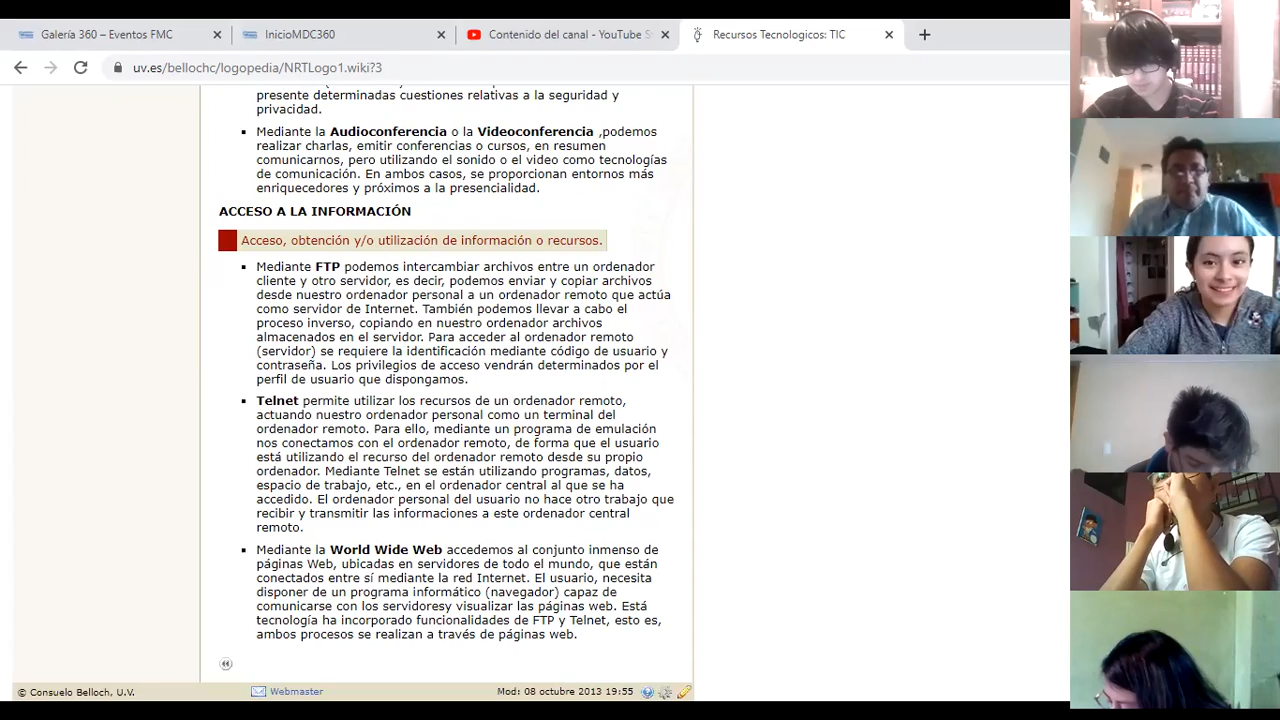 Galería 360 – Eventos FMC
InicioMDC360
Contenido del canal - YouTube S
Recursos Tecnologicos: TIC
uv.es/bellochc/logopedia/NRTLogo1.wiki?3
presente determinadas cuestiones relativas a la seguridad y
privacidad.
Mediante la Audioconferencia o la Videoconferencia ,podemos
realizar charlas, emitir conferencias o cursos, en resumen
comunicarnos, pero utilizando el sonido o el video como tecnologías
de comunicación. En ambos casos, se proporcionan entornos más
enriquecedores y próximos a la presencialidad.
ACCESO A LA INFORMACIÓN
Acceso, obtención y/o utilización de información o recursos.
Mediante FTP podemos intercambiar archivos entre un ordenador
cliente y otro servidor, es decir, podemos enviar y copiar archivos
desde nuestro ordenador personal a un ordenador remoto que actúa
como servidor de Internet. También podemos llevar a cabo el
proceso inverso, copiando en nuestro ordenador archivos
almacenados en el servidor. Para acceder al ordenador remoto
(servidor) se requiere la identificación mediante código de usuario y
contraseña. Los privilegios de acceso vendrán determinados por el
perfil de usuario que dispongamos.
Telnet permite utilizar los recursos de un ordenador remoto,
actuando nuestro ordenador personal como un terminal del
ordenador remoto. Para ello, mediante un programa de emulación
nos conectamos con el ordenador remoto, de forma que el usuario
está utilizando el recurso del ordenador remoto desde su propio
ordenador. Mediante Telnet se están utilizando programas, datos,
espacio de trabajo, etc., en el ordenador central al que se ha
accedido. El ordenador personal del usuario no hace otro trabajo que
recibir y transmitir las informaciones a este ordenador central
remoto.
Mediante la World Wide Web accedemos al conjunto inmenso de
páginas Web, ubicadas en servidores de todo el mundo, que están
conectados entre sí mediante la red Internet. El usuario, necesita
disponer de un programa informático (navegador) capaz de
comunicarse con los servidoresy visualizar las páginas web. Está
tecnología ha incorporado funcionalidades de FTP y Telnet, esto es,
ambos procesos se realizan a través de páginas web.
© Consuelo Belloch, U.V. Webmaster Mod: 08 octubre 2013 19:55